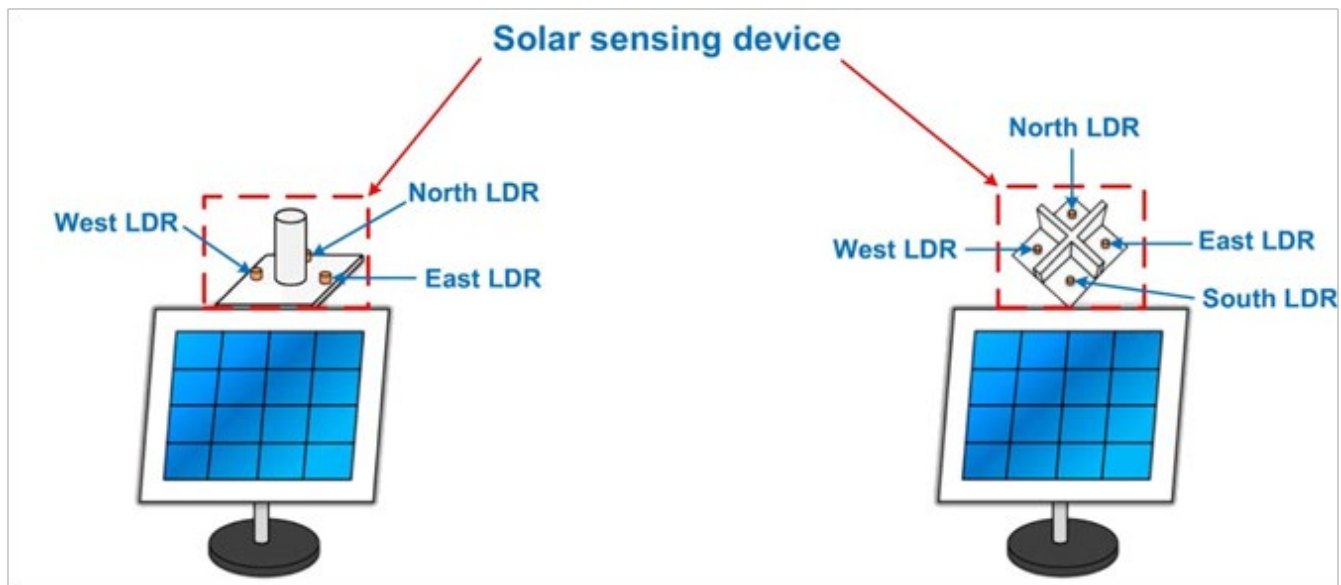 Solar sensing device
North LDR
West LDR
East LDR
North LDR
West LDR
East LDR
South LDR